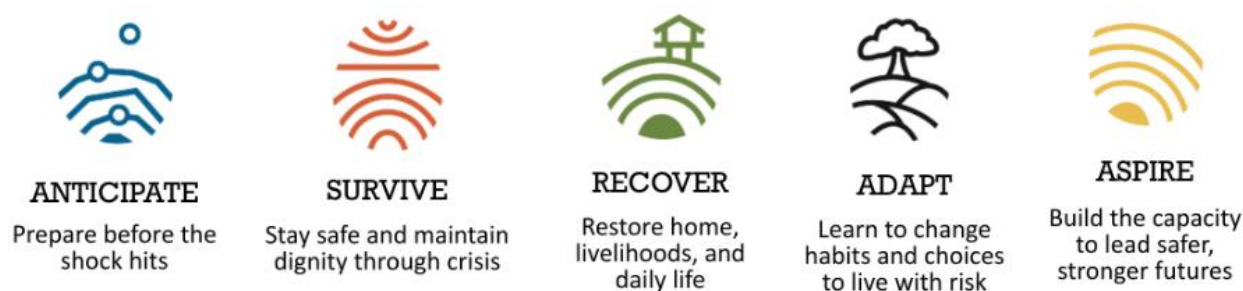 ANTICIPATE
Prepare before the
shock hits
SURVIVE
Stay safe and maintain
dignity through crisis
RECOVER
Restore home,
livelihoods, and
daily life
ADAPT
Learn to change
habits and choices
to live with risk
ASPIRE
Build the capacity
to lead safer,
stronger futures